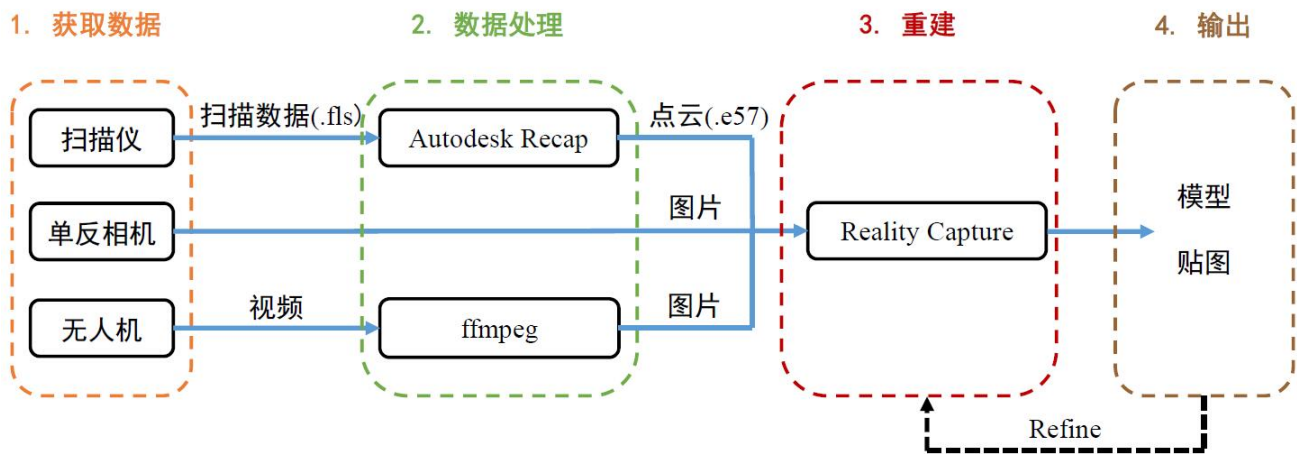 1. 获取数据
2. 数据处理
3. 重建
4. 输出
扫描仪
扫描数据(.fls)
Autodesk Recap
点云(.e57)
单反相机
图片
Reality Capture
模型
贴图
无人机
视频
ffmpeg
图片
Refine